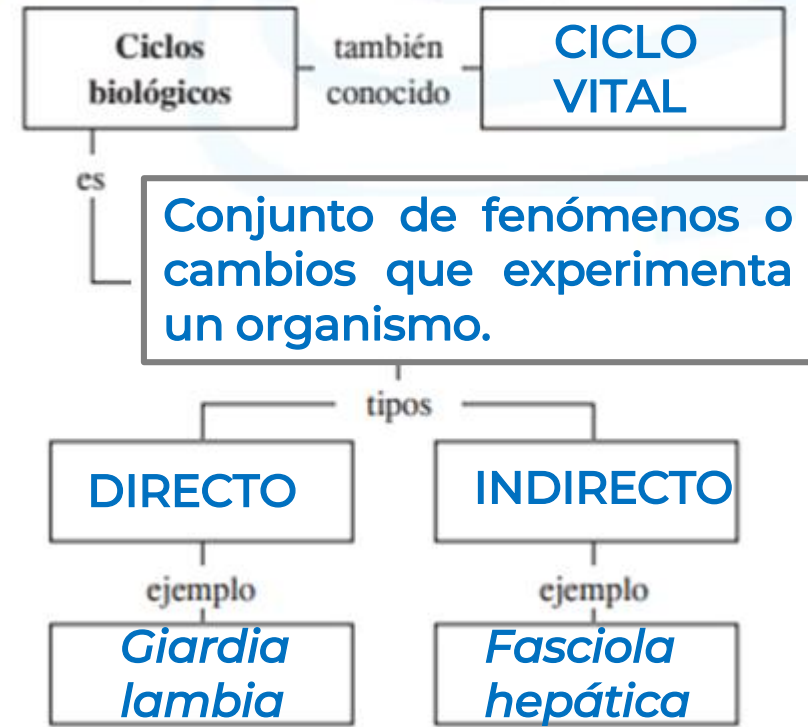 Ciclos
biológicos
también
conocido
CICLO
VITAL
es
Conjunto de fenómenos o
cambios que experimenta
un organismo.
tipos
DIRECTO
INDIRECTO
ejemplo
ejemplo
Giardia
lambia
Fasciola
hepática